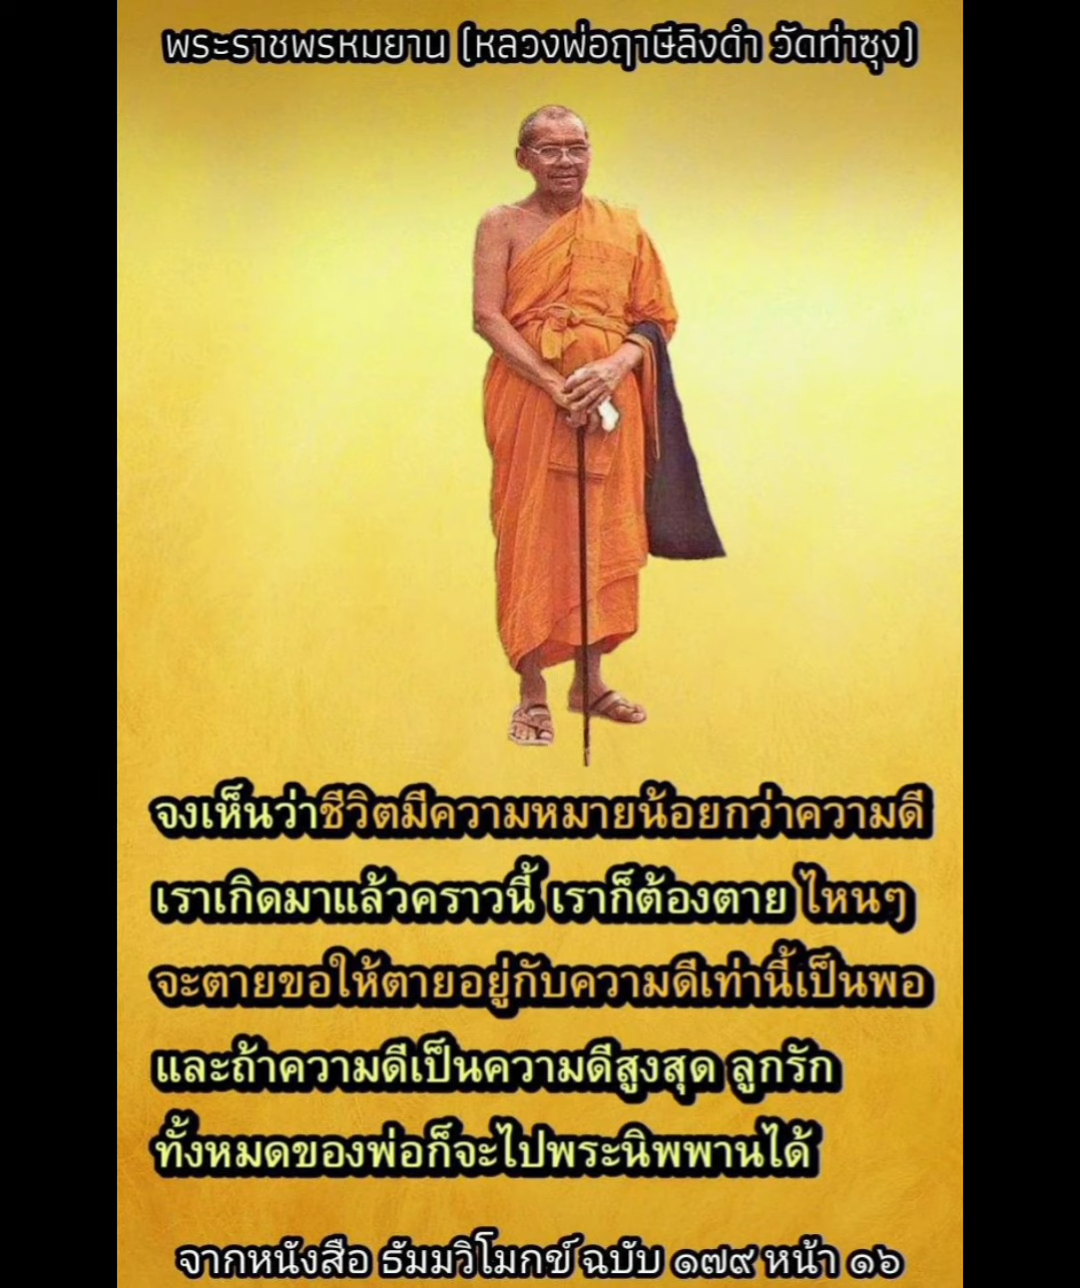 พระราชพรหมยาน (หลวงพ่อฤาษีลิงดำ วัดท่าซุง)
จงเห็นว่าชีวิตมีความหมายน้อยกว่าความดี
เราเกิดมาแล้วคราวนี้ เราก็ต้องตาย ไหนๆ
จะตายขอให้ตายอยู่กับความดีเท่านี้เป็นพอ
และถ้าความดีเป็นความดีสูงสุด ลูกรัก
ทั้งหมดของพ่อก็จะไปพระนิพพานได้
จากหนังสือ ธัมมวิโมกข์ ฉบับ ๑๗๙ หน้า ๑๖